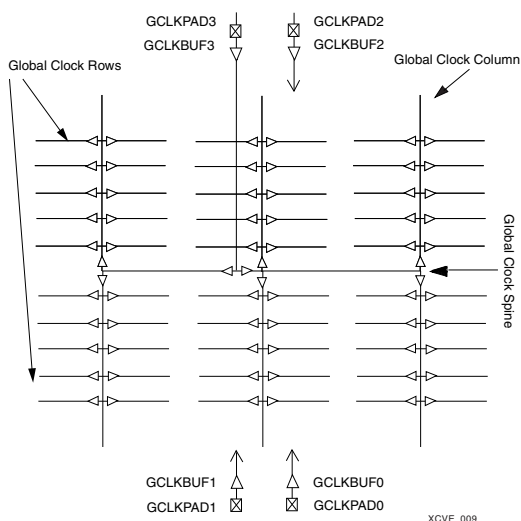 GCLKPAD3 GCLKPAD2
GCLKBUF3 GCLKBUF2
Global Clock Rows
Global Clock Column
Global Clock Spine
GCLKBUF1 GCLKBUF0
GCLKPAD1 GCLKPAD0
XCVE_009